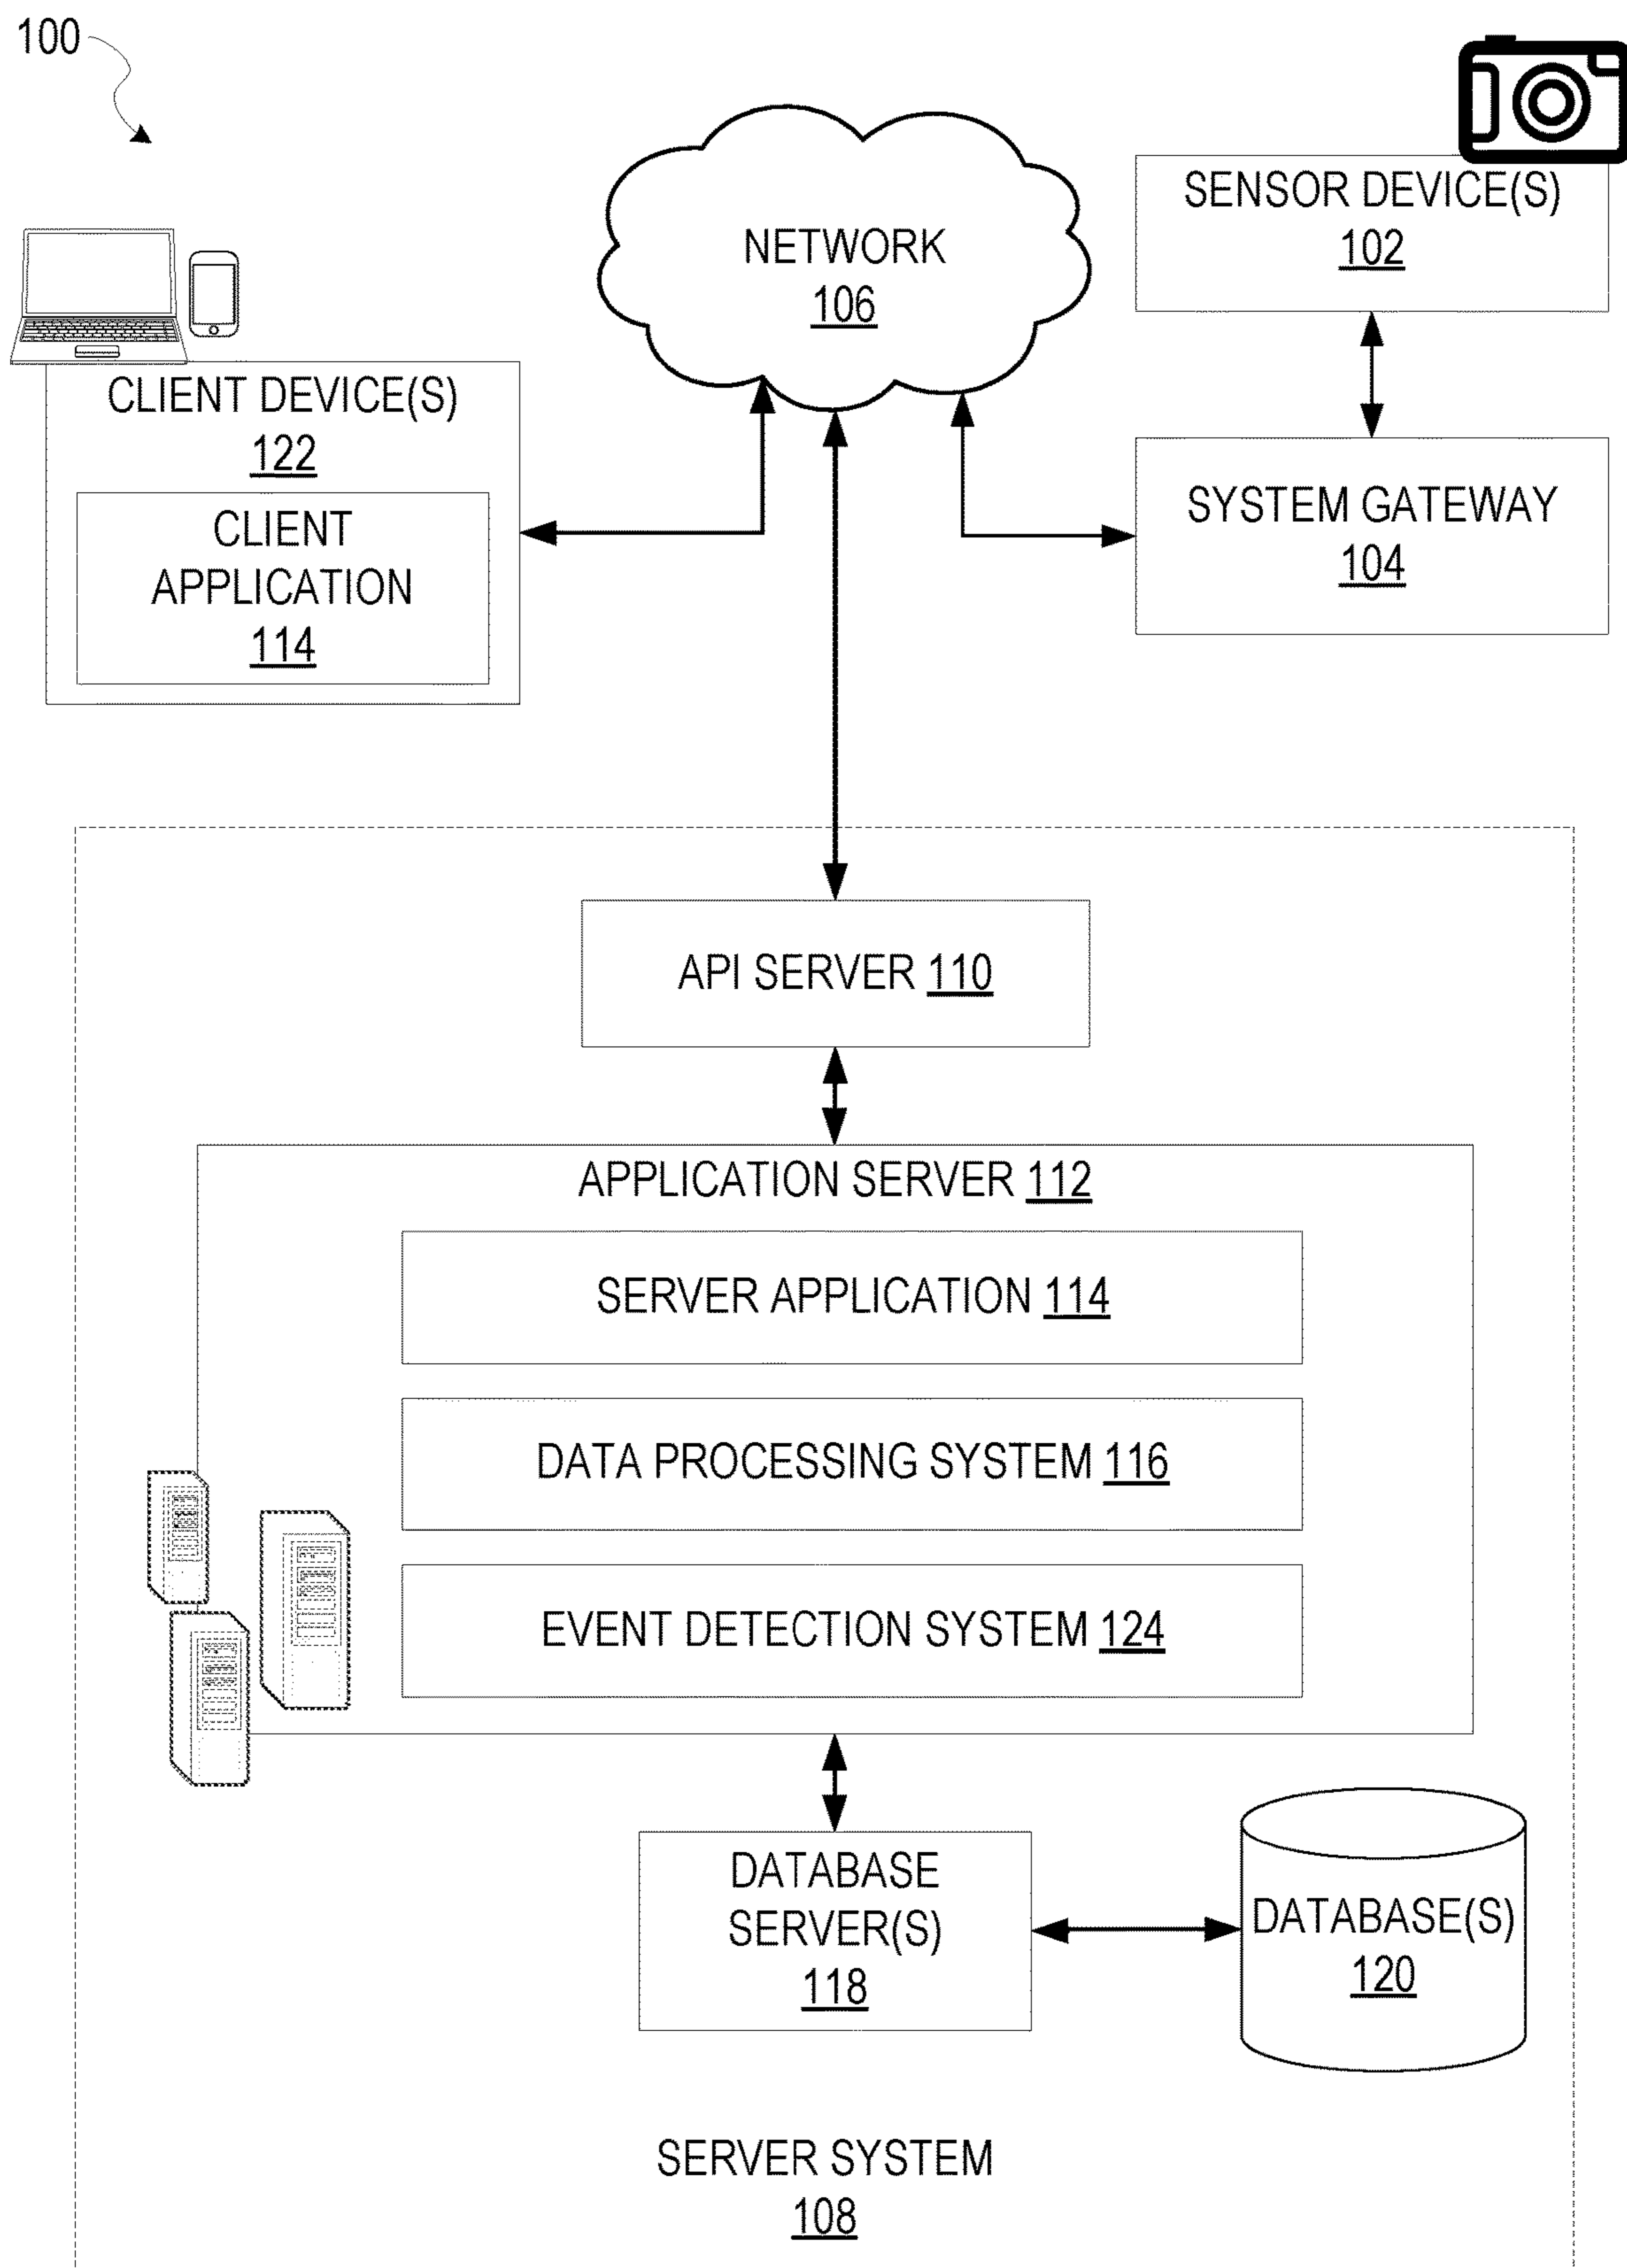 100
NETWORK
106
SENSOR DEVICE(S)
102
CLIENT DEVICE(S)
122
CLIENT
APPLICATION
114
SYSTEM GATEWAY
104
API SERVER 110
APPLICATION SERVER 112
SERVER APPLICATION 114
DATA PROCESSING SYSTEM 116
EVENT DETECTION SYSTEM 124
DATABASE
SERVER(S)
118
DATABASE(S)
120
SERVER SYSTEM
108